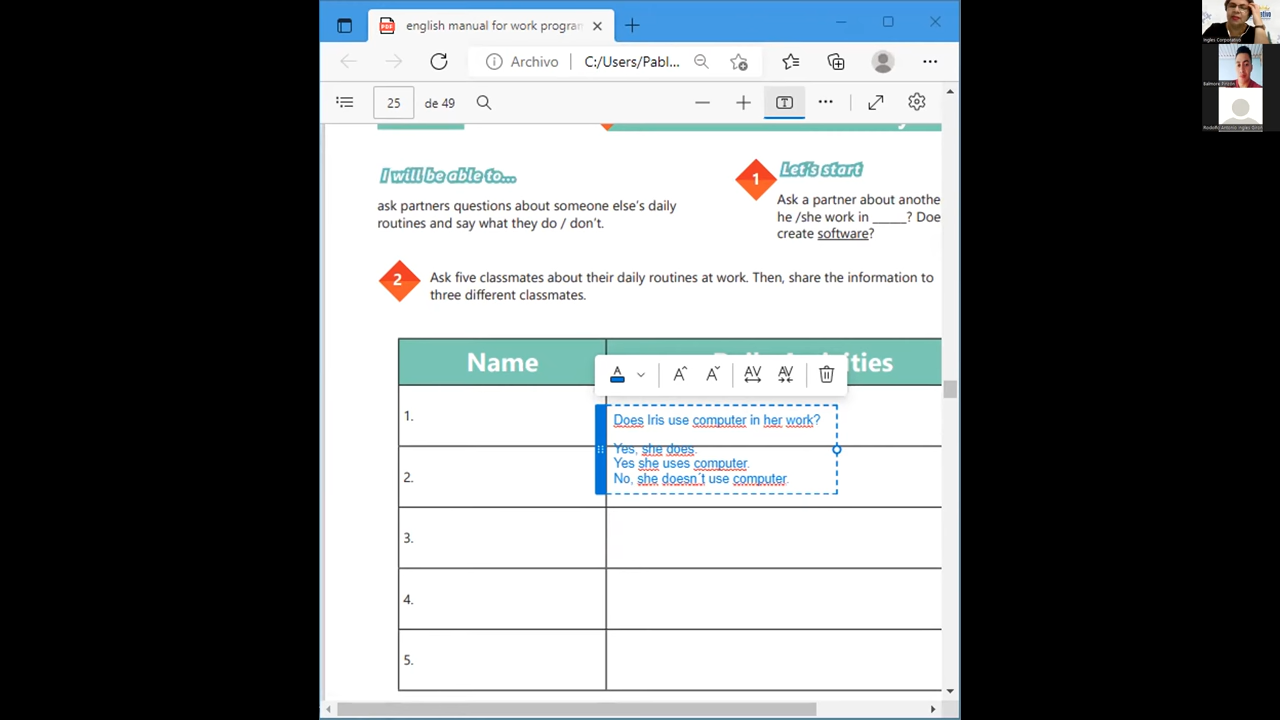 english manual for work program
Archivo
C:/Users/Pabl...
25
de 49
I will be able to...
ask partners questions about someone else's daily
routines and say what they do / don't.
1
Let's start
Ask a partner about anothe
he /she work in _____? Doe
create software?
2
Ask five classmates about their daily routines at work. Then, share the information to
three different classmates.
Name
ities
1.
Does Iris use computer in her work?
Yes, she does.
Yes she uses computer.
No, she doesn´t use computer.
2.
3.
4.
5.
Ingles Corporativo